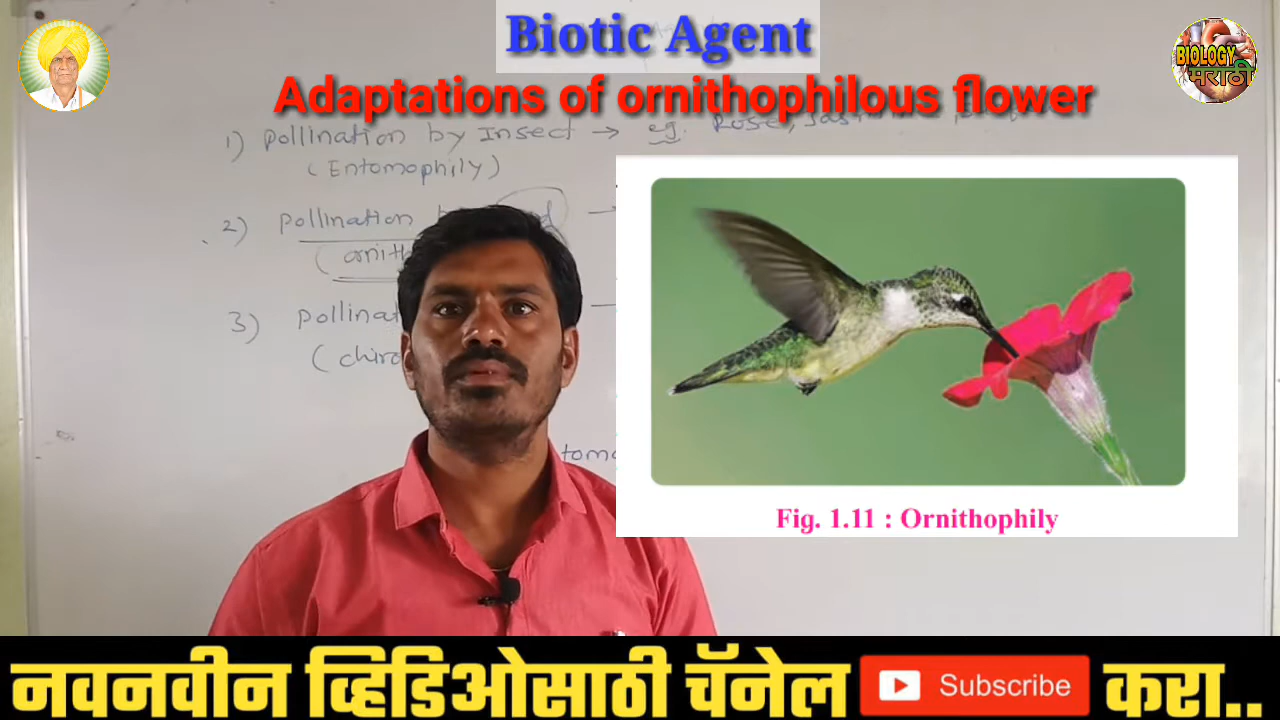 Biotic Agent
BIOLOGY
मराठी
Adaptations of ornithophilous flower
1) Pollination by Insect → eg. Rose,
(Entomophily)
2) Pollination
3)
Fig. 1.11 : Ornithophily
नवनवीन व्हिडिओसाठी चॅनेल Subscribe करा..